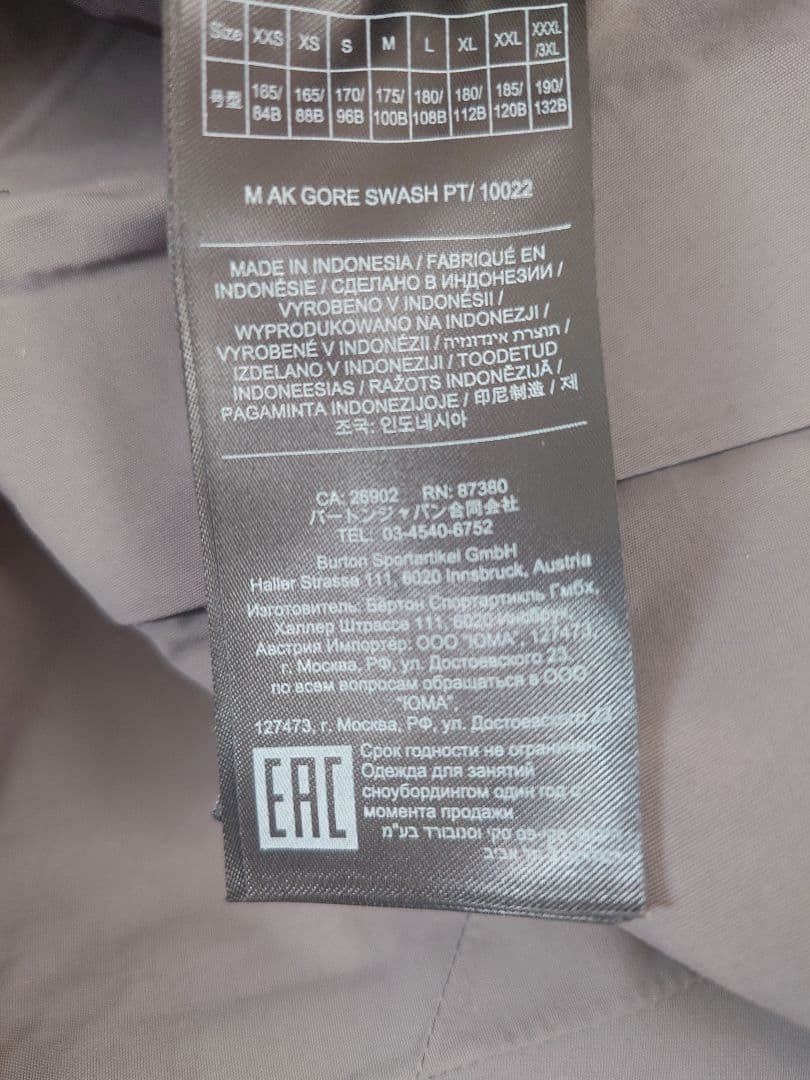 Size XXS XS S M L XL XXL XXXL/3XL
号型 165/84B 165/88B 170/96B 175/100B 180/108B 180/112B 185/120B 190/132B
M AK GORE SWASH PT/ 10022
MADE IN INDONESIA / FABRIQUÉ EN
INDONÉSIE / СДЕЛАНО В ИНДОНЕЗИИ /
VYROBENO V INDONÉSII /
WYPRODUKOWANO NA INDONEZJI /
VYROBENÉ V INDONÉZII / תוצרת אינדונזיה /
IZDELANO V INDONEZIJI / TOODETUD
INDONEESIAS / RAŽOTS INDONĒZIJĀ /
PAGAMINTA INDONEZIJOJE / 印尼制造 / 제
조국: 인도네시아
CA: 26902 RN: 87380
バートンジャパン合同会社
TEL: 03-4540-6752
Burton Sportartikel GmbH
Haller Strasse 111, 6020 Innsbruck, Austria
Изготовитель: Бёртон Спортартикль Гмбх,
Халлер Штрассе 111, 6020 Инсбрук,
Австрия Импортер: ООО "ЮМА", 127473,
г. Москва, РФ, ул. Достоевского 23,
по всем вопросам обращаться в ООО
"ЮМА",
127473, г. Москва, РФ, ул. Достоевского 23
EAC
Срок годности не ограничен,
Одежда для занятий
сноубордингом один год с
момента продажи
סקי וסנובורד בע"מ
תל אביב